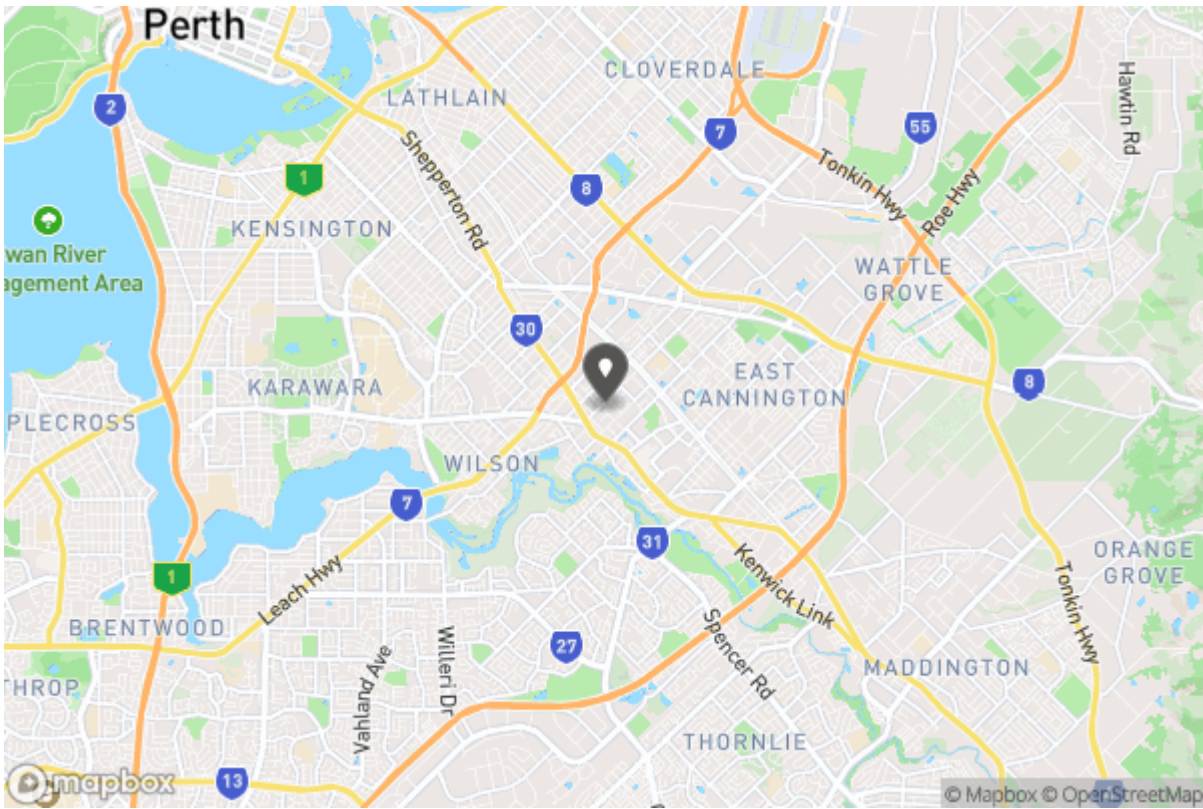 Perth
CLOVERDALE
Hawtin Rd
2
LATHLAIN
7
55
Shepperton Rd
Tonkin Hwy
1
8
Roe Hwy
KENSINGTON
wan River
agement Area
WATTLE
GROVE
30
EAST
CANNINGTON
KARAWARA
8
PLECROSS
WILSON
7
31
ORANGE
GROVE
Kenwick Link
1
Leach Hwy
Tonkin Hwy
BRENTWOOD
Spencer Rd
27
Willeri Dr
MADDINGTON
THROP
Vahland Ave
THORNLIE
13
mapbox
© Mapbox © OpenStreetMap